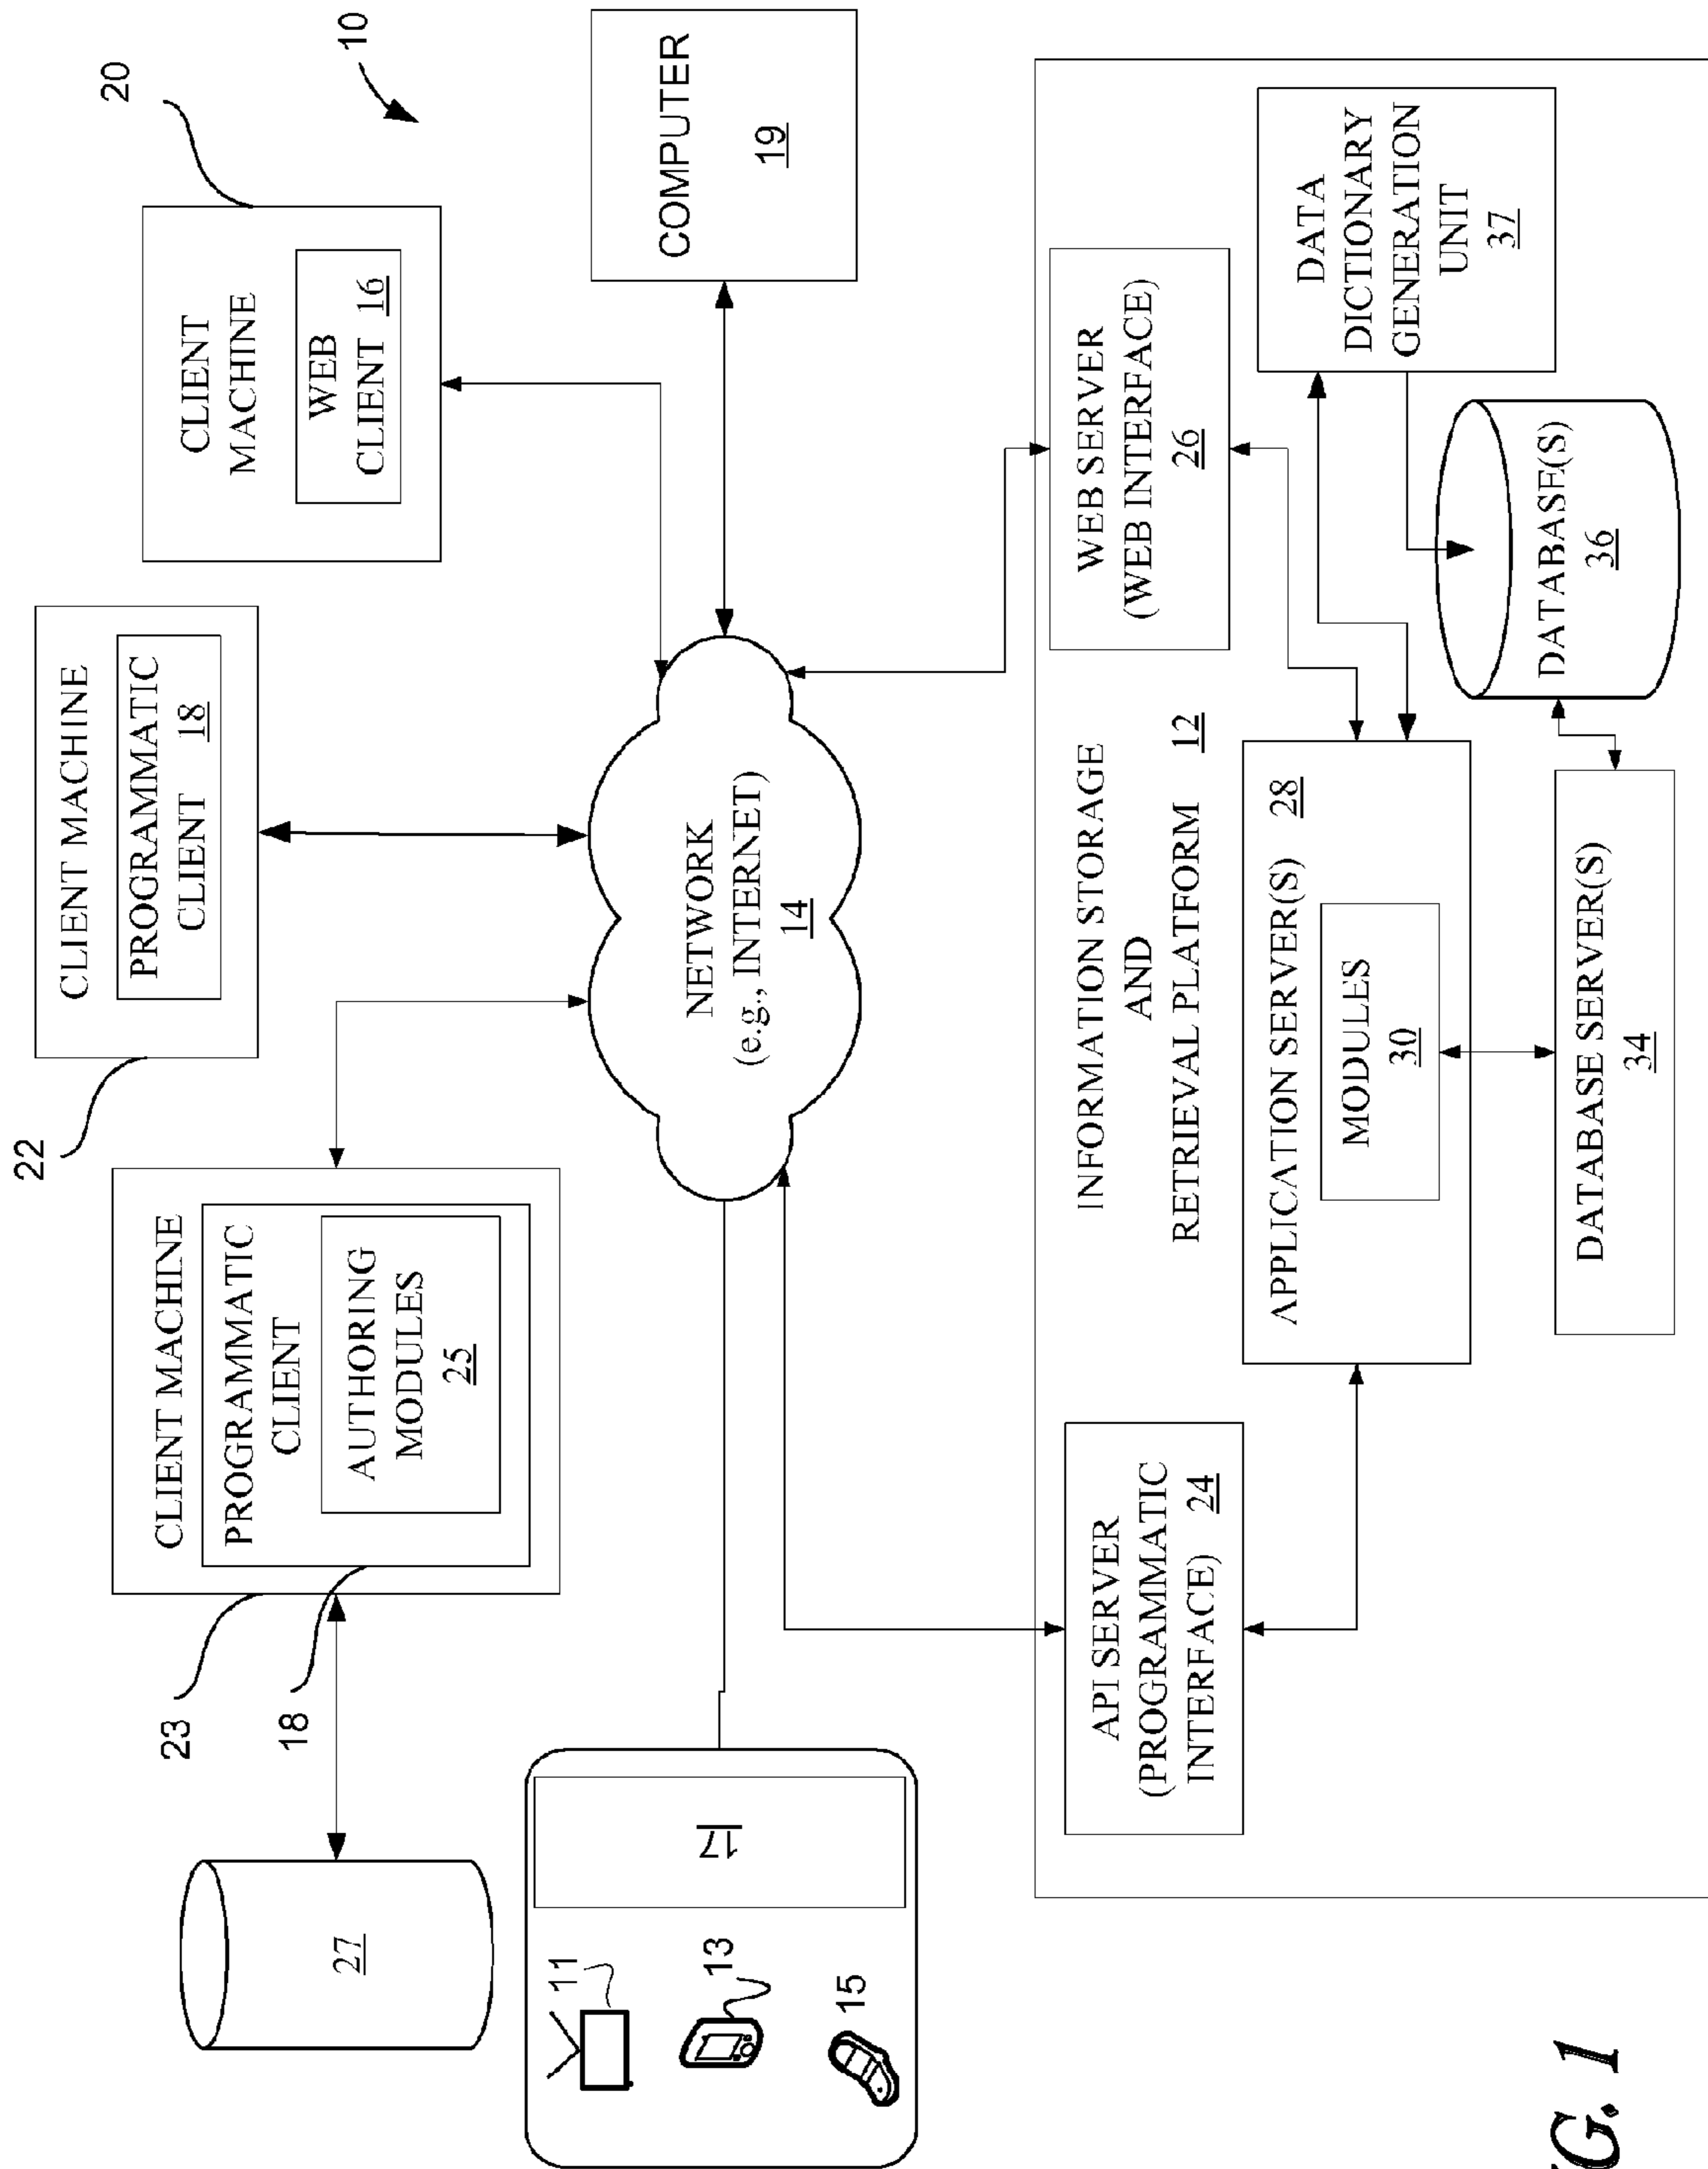 22
20
10
23
18
27
CLIENT MACHINE
PROGRAMMATIC
CLIENT
AUTHORING
MODULES
25
CLIENT MACHINE
PROGRAMMATIC
CLIENT 18
CLIENT
MACHINE
WEB
CLIENT 16
COMPUTER
19
11
13
15
17
NETWORK
(e.g., INTERNET)
14
API SERVER
(PROGRAMMATIC
INTERFACE) 24
INFORMATION STORAGE
AND
RETRIEVAL PLATFORM 12
WEB SERVER
(WEB INTERFACE)
26
APPLICATION SERVER(S) 28
MODULES
30
DATA
DICTIONARY
GENERATION
UNIT
37
DATABASE SERVER(S)
34
DATABASE(S)
36
IG. 1